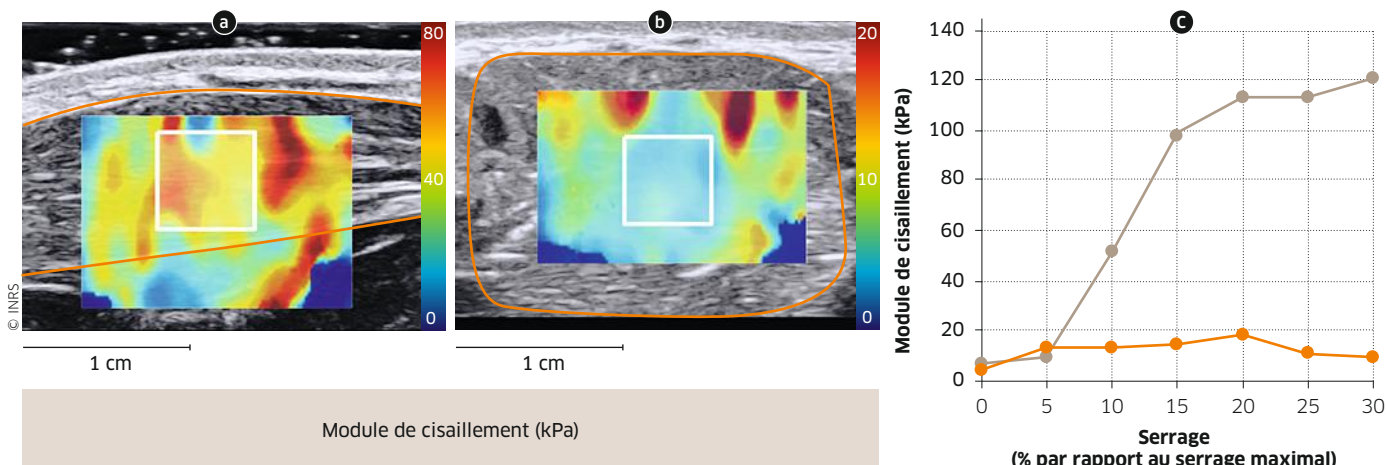 a
80
40
0
© INRS
1 cm
b
20
10
0
1 cm
Module de cisaillement (kPa)
C
Module de cisaillement (kPa)
140
120
100
80
60
40
20
0
0 5 10 15 20 25 30
Serrage
(% par rapport au serrage maximal)